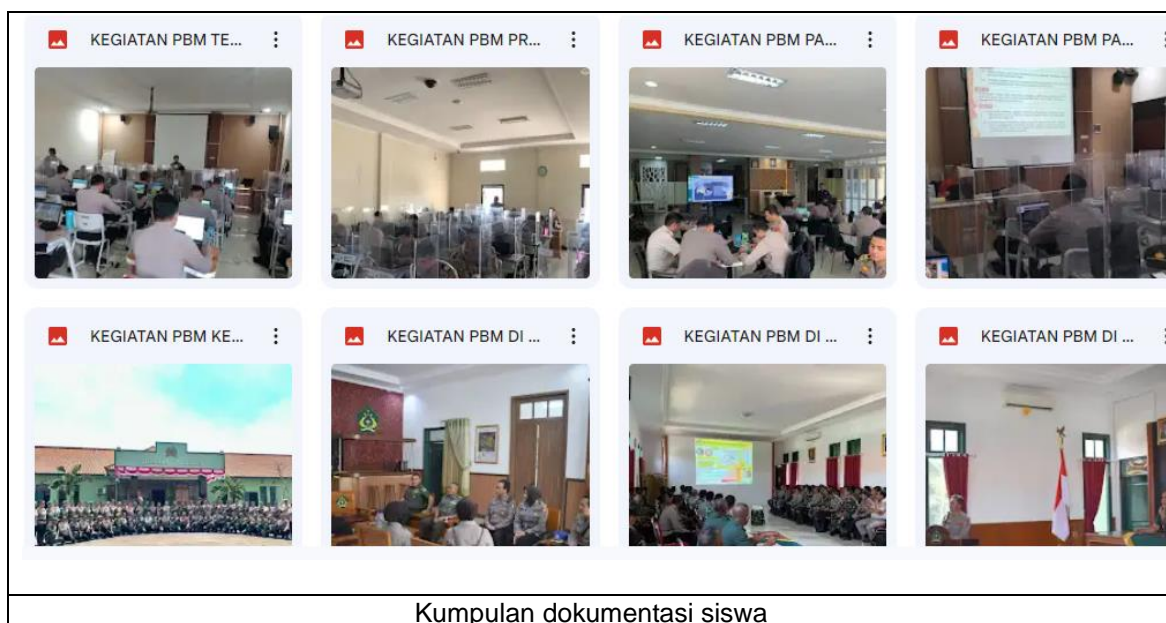 KEGIATAN PBM TE...
KEGIATAN PBM PR...
KEGIATAN PBM PA...
KEGIATAN PBM PA...
KEGIATAN PBM KE...
KEGIATAN PBM DI ...
KEGIATAN PBM DI ...
KEGIATAN PBM DI ...
Kumpulan dokumentasi siswa